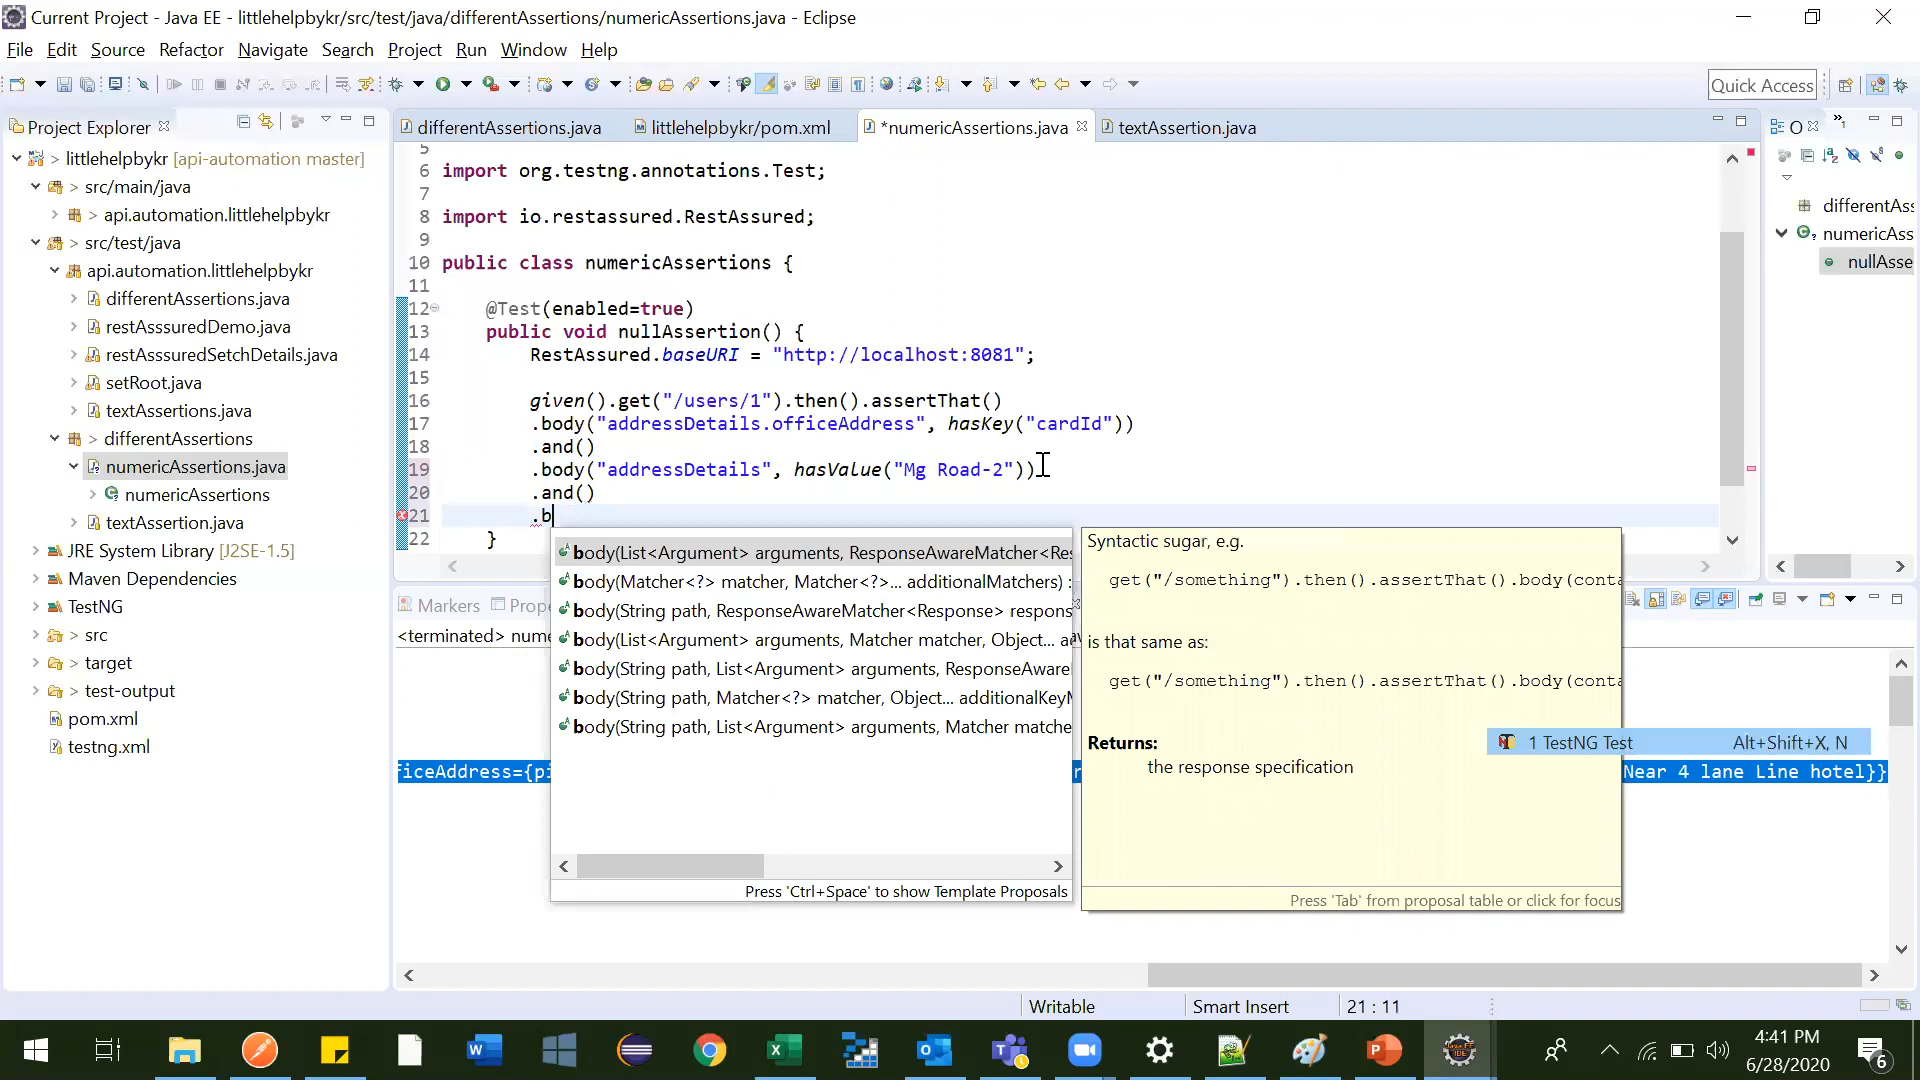 Current Project - Java EE - littlehelpbykr/src/test/java/differentAssertions/numericAssertions.java - Eclipse
File Edit Source Refactor Navigate Search Project Run Window Help
Quick Access
Project Explorer
differentAssertions.java
littlehelpbykr/pom.xml
*numericAssertions.java
textAssertion.java
> littlehelpbykr [api-automation master]
> src/main/java
> api.automation.littlehelpbykr
> src/test/java
api.automation.littlehelpbykr
differentAssertions.java
restAsssuredDemo.java
restAsssuredSetchDetails.java
setRoot.java
textAssertions.java
> differentAssertions
numericAssertions.java
numericAssertions
textAssertion.java
JRE System Library [J2SE-1.5]
Maven Dependencies
TestNG
> src
> target
> test-output
pom.xml
testng.xml
5
6 import org.testng.annotations.Test;
7
8 import io.restassured.RestAssured;
9
10 public class numericAssertions {
11
12 @Test(enabled=true)
13 public void nullAssertion() {
14 RestAssured.baseURI = "http://localhost:8081";
15
16 given().get("/users/1").then().assertThat()
17 .body("addressDetails.officeAddress", hasKey("cardId"))
18 .and()
19 .body("addressDetails", hasValue("Mg Road-2"))
20 .and()
21 .b
22 }
differentAss
numericAss
nullAsse
body(List<Argument> arguments, ResponseAwareMatcher<Res
body(Matcher<?> matcher, Matcher<?>... additionalMatchers) :
body(String path, ResponseAwareMatcher<Response> respons
body(List<Argument> arguments, Matcher matcher, Object... a
body(String path, List<Argument> arguments, ResponseAware
body(String path, Matcher<?> matcher, Object... additionalKeyM
body(String path, List<Argument> arguments, Matcher matche
Press 'Ctrl+Space' to show Template Proposals
Syntactic sugar, e.g.
get("/something").then().assertThat().body(conta
is that same as:
get("/something").then().assertThat().body(conta
Returns:
the response specification
Press 'Tab' from proposal table or click for focus
1 TestNG Test Alt+Shift+X, N
Markers Prope
<terminated> nume
ficeAddress={pi
Near 4 lane Line hotel}}
Writable Smart Insert 21 : 11
4:41 PM
6/28/2020
6